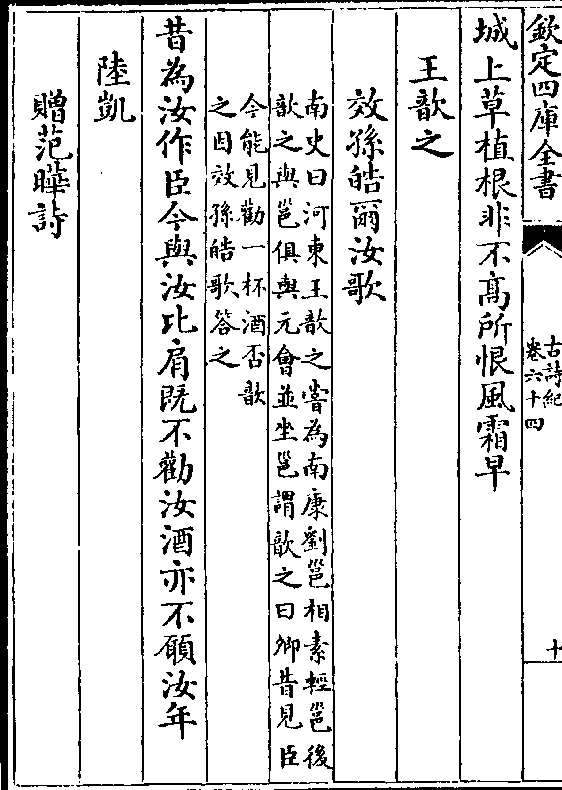 欽定四庫全書
古詩紀
卷六十四
十
城上草植根非不高所恨風霜早
王歆之
效孫皓爾汝歌
南史曰河東王歆之嘗為南康劉邕相素輕邕後
歆之與邕俱與元會並坐邕謂歆之曰卿昔見臣
今能見勸一杯酒否歆
之因效孫皓歌答之
昔為汝作臣今與汝比肩既不勸汝酒亦不願汝年
陸凱
贈范曄詩